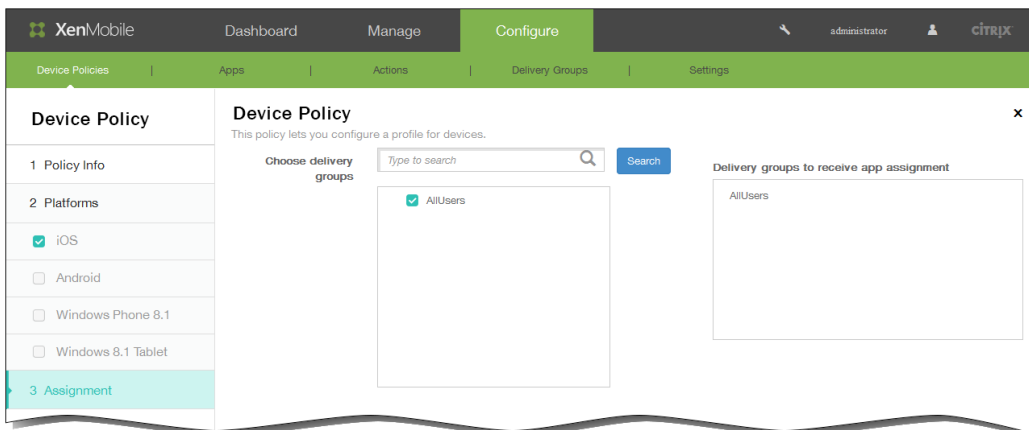 XenMobile Dashboard Manage Configure administrator CİTRIX
Device Policies | Apps | Actions | Delivery Groups | Settings
Device Policy
1 Policy Info
2 Platforms
iOS
Android
Windows Phone 8.1
Windows 8.1 Tablet
3 Assignment
Device Policy x
This policy lets you configure a profile for devices.
Choose delivery
groups
Type to search
Search
AllUsers
Delivery groups to receive app assignment
AllUsers